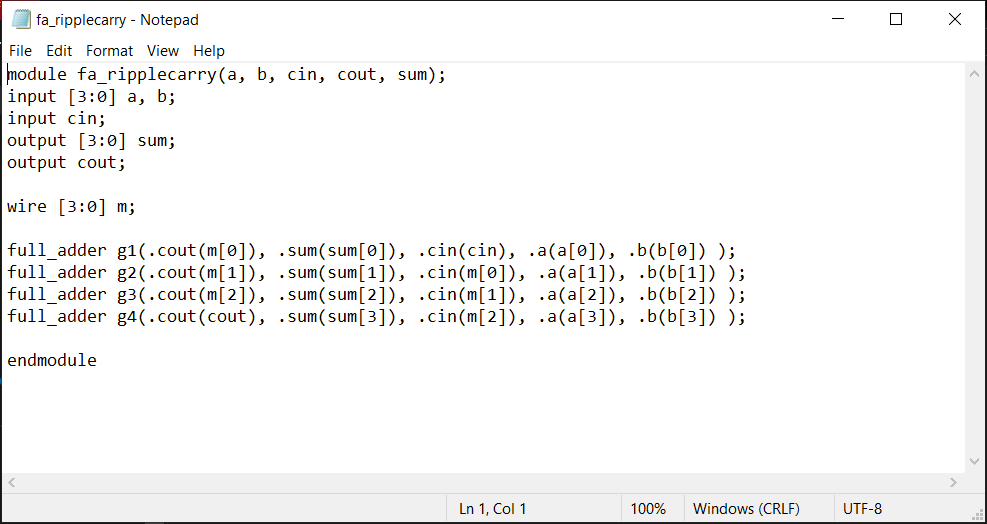 fa_ripplecarry - Notepad
File Edit Format View Help
module fa_ripplecarry(a, b, cin, cout, sum);
input [3:0] a, b;
input cin;
output [3:0] sum;
output cout;

wire [3:0] m;

full_adder g1(.cout(m[0]), .sum(sum[0]), .cin(cin), .a(a[0]), .b(b[0]) );
full_adder g2(.cout(m[1]), .sum(sum[1]), .cin(m[0]), .a(a[1]), .b(b[1]) );
full_adder g3(.cout(m[2]), .sum(sum[2]), .cin(m[1]), .a(a[2]), .b(b[2]) );
full_adder g4(.cout(cout), .sum(sum[3]), .cin(m[2]), .a(a[3]), .b(b[3]) );

endmodule
Ln 1, Col 1 100% Windows (CRLF) UTF-8